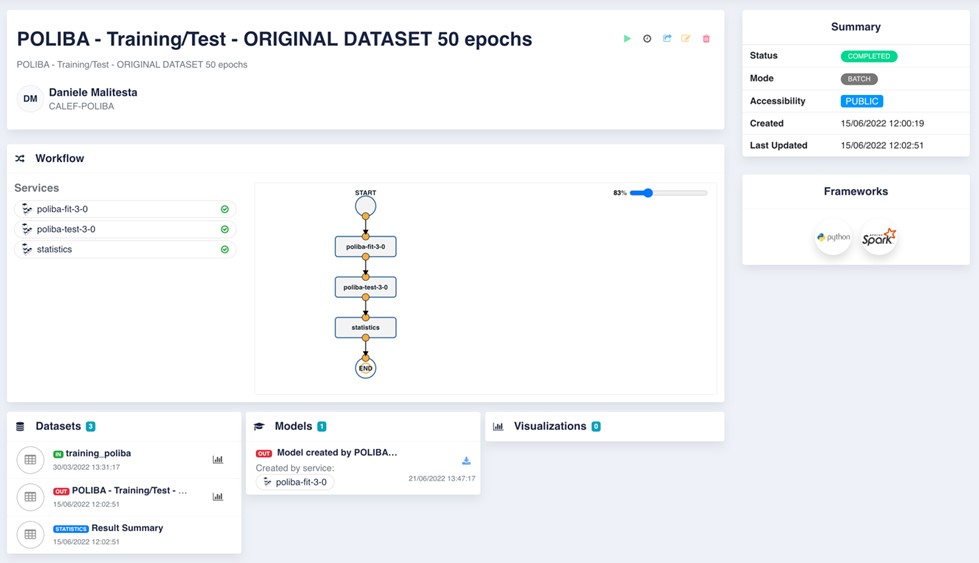 POLIBA - Training/Test - ORIGINAL DATASET 50 epochs
POLIBA - Training/Test - ORIGINAL DATASET 50 epochs
DM
Daniele Malitesta
CALEF-POLIBA
Summary
Status COMPLETED
Mode BATCH
Accessibility PUBLIC
Created 15/06/2022 12:00:19
Last Updated 15/06/2022 12:02:51
Frameworks
python
Spark
Workflow
Services
poliba-fit-3-0
poliba-test-3-0
statistics
83%
START
poliba-fit-3-0
poliba-test-3-0
statistics
END
Datasets 3
IN training_poliba
30/03/2022 13:31:17
OUT POLIBA - Training/Test - ...
15/06/2022 12:02:51
STATISTICS Result Summary
15/06/2022 12:02:51
Models 1
OUT Model created by POLIBA...
Created by service:
poliba-fit-3-0
21/06/2022 13:47:17
Visualizations 0